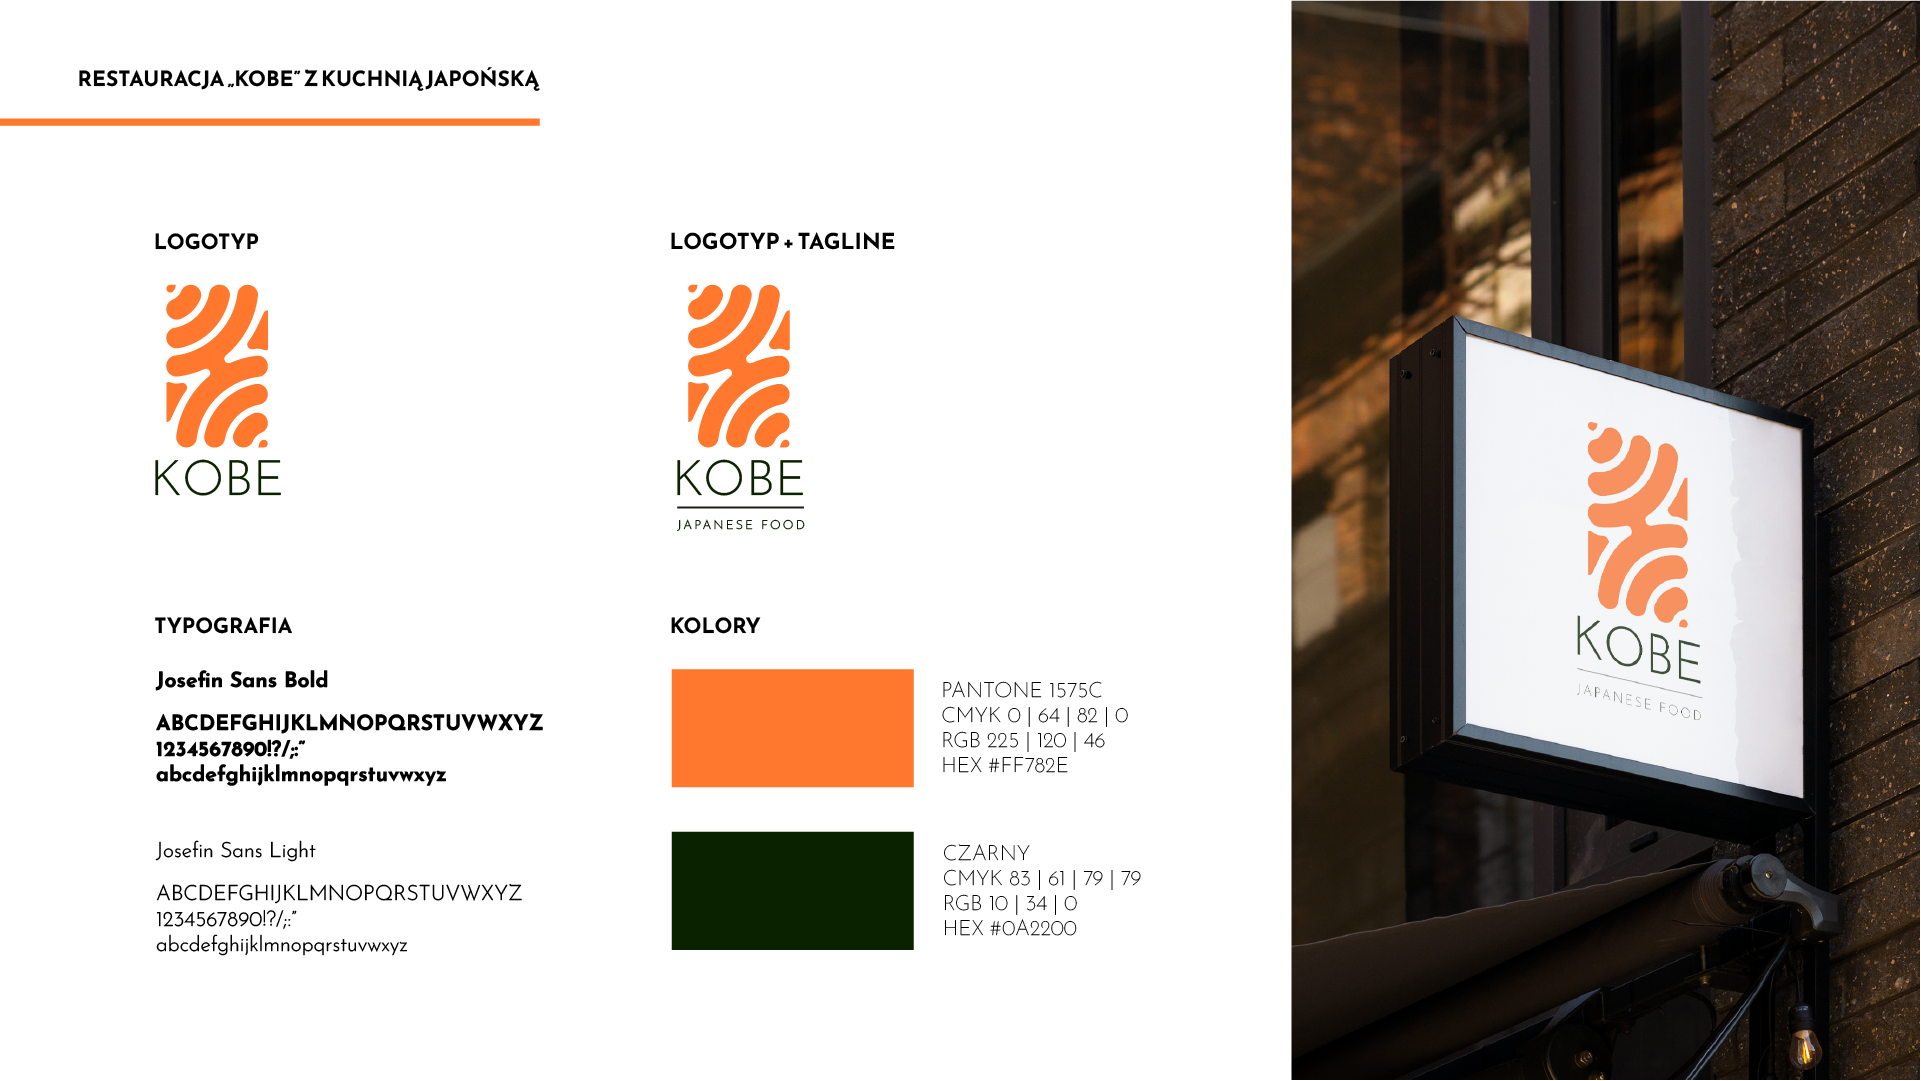 RESTAURACJA „KOBE” Z KUCHNIĄ JAPOŃSKĄ
LOGOTYP
KOBE
LOGOTYP + TAGLINE
KOBE
JAPANESE FOOD
TYPOGRAFIA
Josefin Sans Bold
ABCDEFGHIJKLMNOPQRSTUVWXYZ
1234567890!?/;:”
abcdefghijklmnopqrstuvwxyz
Josefin Sans Light
ABCDEFGHIJKLMNOPQRSTUVWXYZ
1234567890!?/;:”
abcdefghijklmnopqrstuvwxyz
KOLORY
PANTONE 1575C
CMYK 0 | 64 | 82 | 0
RGB 225 | 120 | 46
HEX #FF782E
CZARNY
CMYK 83 | 61 | 79 | 79
RGB 10 | 34 | 0
HEX #0A2200
KOBE
JAPANESE FOOD